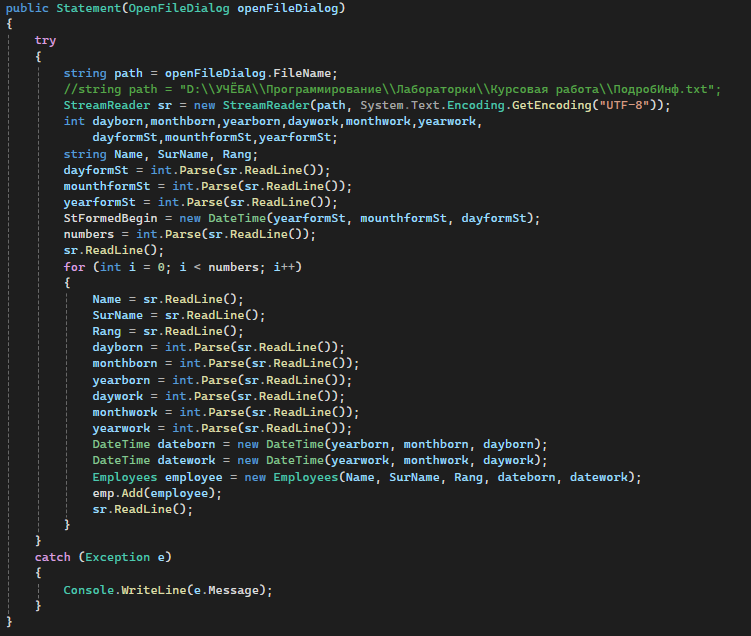 public Statement(OpenFileDialog openFileDialog)
{
try
{
string path = openFileDialog.FileName;
//string path = "D:\\УЧЁБА\\Программирование\\Лабораторки\\Курсовая работа\\ПодробИнф.txt";
StreamReader sr = new StreamReader(path, System.Text.Encoding.GetEncoding("UTF-8"));
int dayborn,monthborn,yearborn,daywork,monthwork,yearwork,
dayformSt,mounthformSt,yearformSt;
string Name, SurName, Rang;
dayformSt = int.Parse(sr.ReadLine());
mounthformSt = int.Parse(sr.ReadLine());
yearformSt = int.Parse(sr.ReadLine());
StFormedBegin = new DateTime(yearformSt, mounthformSt, dayformSt);
numbers = int.Parse(sr.ReadLine());
sr.ReadLine();
for (int i = 0; i < numbers; i++)
{
Name = sr.ReadLine();
SurName = sr.ReadLine();
Rang = sr.ReadLine();
dayborn = int.Parse(sr.ReadLine());
monthborn = int.Parse(sr.ReadLine());
yearborn = int.Parse(sr.ReadLine());
daywork = int.Parse(sr.ReadLine());
monthwork = int.Parse(sr.ReadLine());
yearwork = int.Parse(sr.ReadLine());
DateTime dateborn = new DateTime(yearborn, monthborn, dayborn);
DateTime datework = new DateTime(yearwork, monthwork, daywork);
Employees employee = new Employees(Name, SurName, Rang, dateborn, datework);
emp.Add(employee);
sr.ReadLine();
}
}
catch (Exception e)
{
Console.WriteLine(e.Message);
}
}